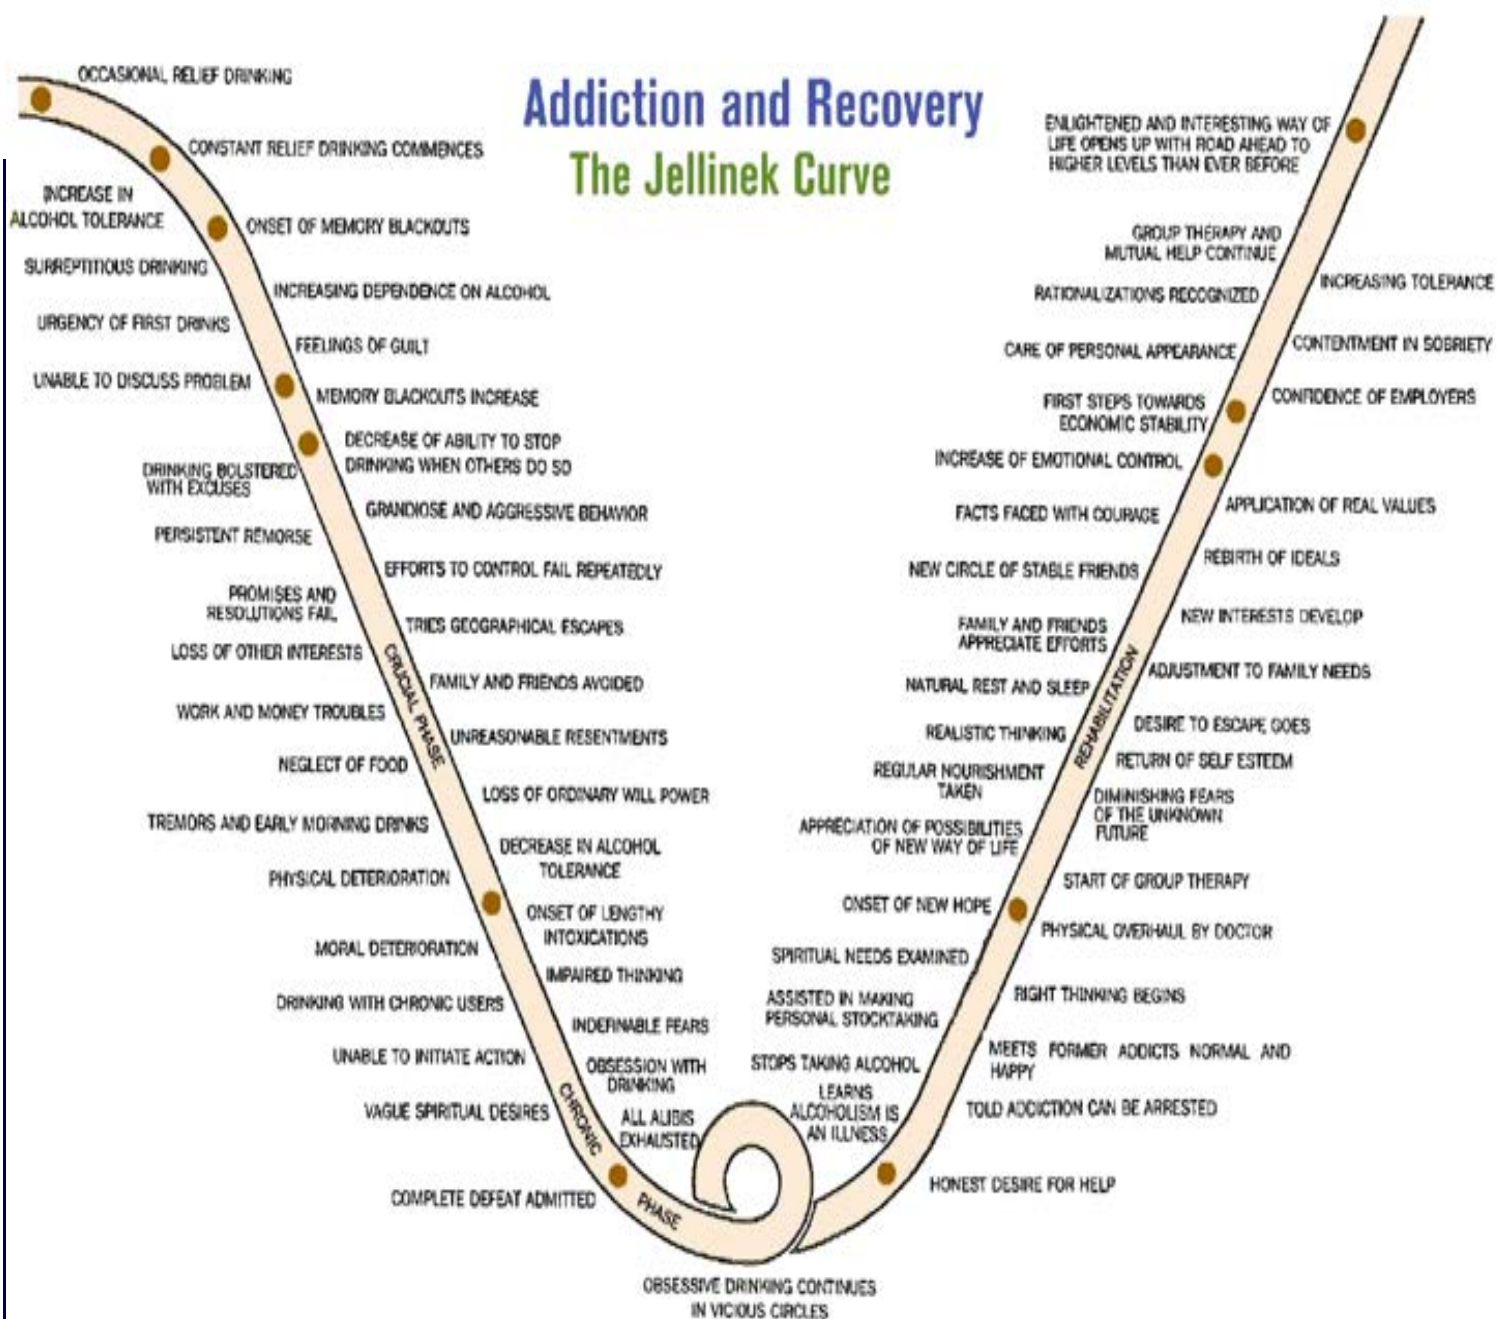 Addiction and Recovery
The Jellinek Curve
OCCASIONAL RELIEF DRINKING
CONSTANT RELIEF DRINKING COMMENCES
INCREASE IN
ALCOHOL TOLERANCE
ONSET OF MEMORY BLACKOUTS
SURREPTITIOUS DRINKING
INCREASING DEPENDENCE ON ALCOHOL
URGENCY OF FIRST DRINKS
FEELINGS OF GUILT
UNABLE TO DISCUSS PROBLEM
MEMORY BLACKOUTS INCREASE
DECREASE OF ABILITY TO STOP
DRINKING WHEN OTHERS DO SO
DRINKING BOLSTERED
WITH EXCUSES
GRANDIOSE AND AGGRESSIVE BEHAVIOR
PERSISTENT REMORSE
EFFORTS TO CONTROL FAIL REPEATEDLY
PROMISES AND
RESOLUTIONS FAIL
TRIES GEOGRAPHICAL ESCAPES
LOSS OF OTHER INTERESTS
CRUCIAL PHASE
FAMILY AND FRIENDS AVOIDED
WORK AND MONEY TROUBLES
UNREASONABLE RESENTMENTS
NEGLECT OF FOOD
LOSS OF ORDINARY WILL POWER
TREMORS AND EARLY MORNING DRINKS
DECREASE IN ALCOHOL
TOLERANCE
PHYSICAL DETERIORATION
ONSET OF LENGTHY
INTOXICATIONS
MORAL DETERIORATION
IMPAIRED THINKING
DRINKING WITH CHRONIC USERS
INDEFINABLE FEARS
UNABLE TO INITIATE ACTION
OBSESSION WITH
DRINKING
VAGUE SPIRITUAL DESIRES
CHRONIC
PHASE
ALL ALIBIS
EXHAUSTED
COMPLETE DEFEAT ADMITTED
OBSESSIVE DRINKING CONTINUES
IN VICIOUS CIRCLES
ENLIGHTENED AND INTERESTING WAY OF
LIFE OPENS UP WITH ROAD AHEAD TO
HIGHER LEVELS THAN EVER BEFORE
GROUP THERAPY AND
MUTUAL HELP CONTINUE
INCREASING TOLERANCE
RATIONALIZATIONS RECOGNIZED
CONTENTMENT IN SOBRIETY
CARE OF PERSONAL APPEARANCE
CONFIDENCE OF EMPLOYERS
FIRST STEPS TOWARDS
ECONOMIC STABILITY
INCREASE OF EMOTIONAL CONTROL
APPLICATION OF REAL VALUES
FACTS FACED WITH COURAGE
REBIRTH OF IDEALS
NEW CIRCLE OF STABLE FRIENDS
NEW INTERESTS DEVELOP
FAMILY AND FRIENDS
APPRECIATE EFFORTS
REHABILITATION
ADJUSTMENT TO FAMILY NEEDS
NATURAL REST AND SLEEP
DESIRE TO ESCAPE GOES
REALISTIC THINKING
RETURN OF SELF ESTEEM
REGULAR NOURISHMENT
TAKEN
DIMINISHING FEARS
OF THE UNKNOWN
FUTURE
APPRECIATION OF POSSIBILITIES
OF NEW WAY OF LIFE
START OF GROUP THERAPY
ONSET OF NEW HOPE
PHYSICAL OVERHAUL BY DOCTOR
SPIRITUAL NEEDS EXAMINED
RIGHT THINKING BEGINS
ASSISTED IN MAKING
PERSONAL STOCKTAKING
MEETS FORMER ADDICTS NORMAL AND
HAPPY
STOPS TAKING ALCOHOL
LEARNS
ALCOHOLISM IS
AN ILLNESS
TOLD ADDICTION CAN BE ARRESTED
HONEST DESIRE FOR HELP